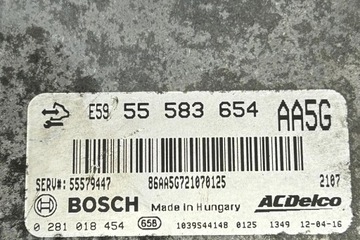 E59 55 583 654 AA5G
SERV#: 55579447 86AA5G721070125 2107
BOSCH Made in Hungary ACDelco
0 281 018 454 65B 1039S44148 0125 1349 12-04-16